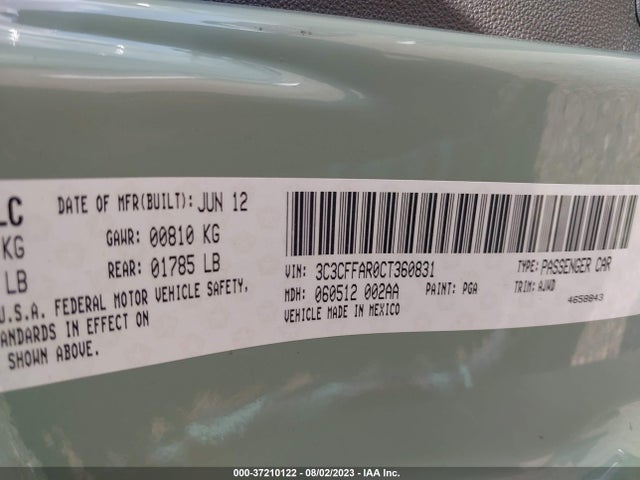 LC DATE OF MFR(BUILT): JUN 12
KG GAWR: 00810 KG
LB REAR: 01785 LB
U.S.A. FEDERAL MOTOR VEHICLE SAFETY,
ANDARDS IN EFFECT ON
SHOWN ABOVE.
VIN: 3C3CFFAR0CT360831 TYPE: PASSENGER CAR
MDH: 060512 002AA PAINT: PGA TRIM: AJWD
VEHICLE MADE IN MEXICO 4658843
000-37210122 - 08/02/2023 - IAA Inc.